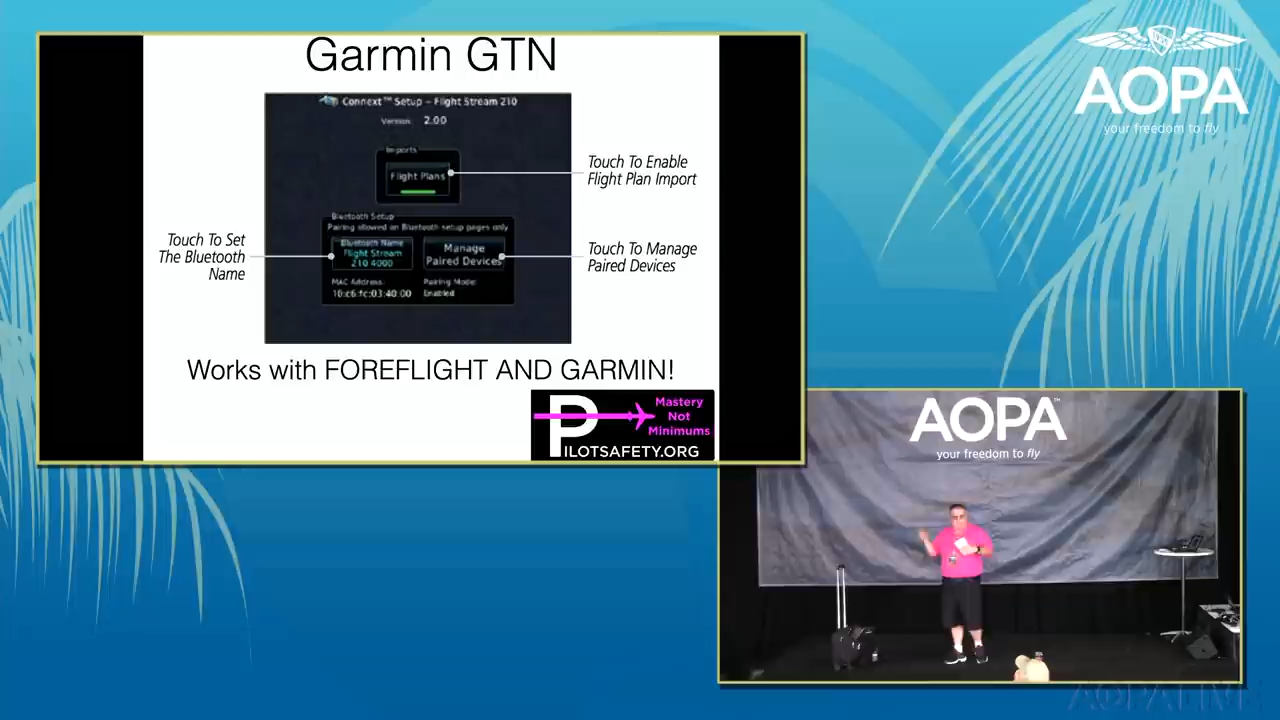 Garmin GTN
Connext™ Setup – Flight Stream 210
Version: 2.00
Imports
Flight Plans
Touch To Enable
Flight Plan Import
Bluetooth Setup
Pairing allowed on Bluetooth setup pages only
Bluetooth Name
Flight Stream
210 4000
Manage
Paired Devices
MAC Address:
10:c6:fc:03:40:00
Pairing Mode:
Enabled
Touch To Set
The Bluetooth
Name
Touch To Manage
Paired Devices
Works with FOREFLIGHT AND GARMIN!
Mastery
Not
Minimums
PILOTSAFETY.ORG
AOPA™
your freedom to fly
AOPA™
your freedom to fly
AOPALIVE